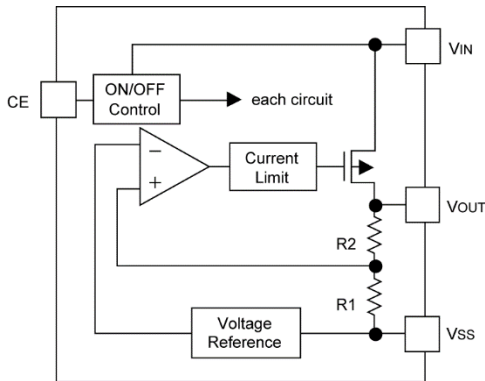 VIN
CE
ON/OFF
Control
each circuit
−
+
Current
Limit
VOUT
R2
R1
Voltage
Reference
VSS